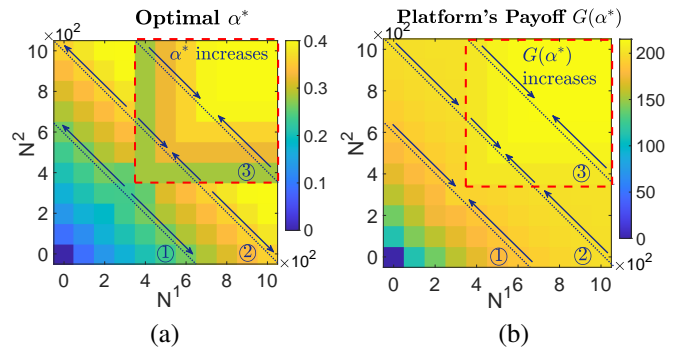 Optimal α*
×10²
10
8
6
4
2
0
N²
α* increases
①
②
③
0 2 4 6 8 10
×10²
N¹
0.4
0.3
0.2
0.1
0
(a)
Platform's Payoff G(α*)
×10²
10
8
6
4
2
0
N²
G(α*)
increases
①
②
③
0 2 4 6 8 10
×10²
N¹
200
150
100
50
0
(b)